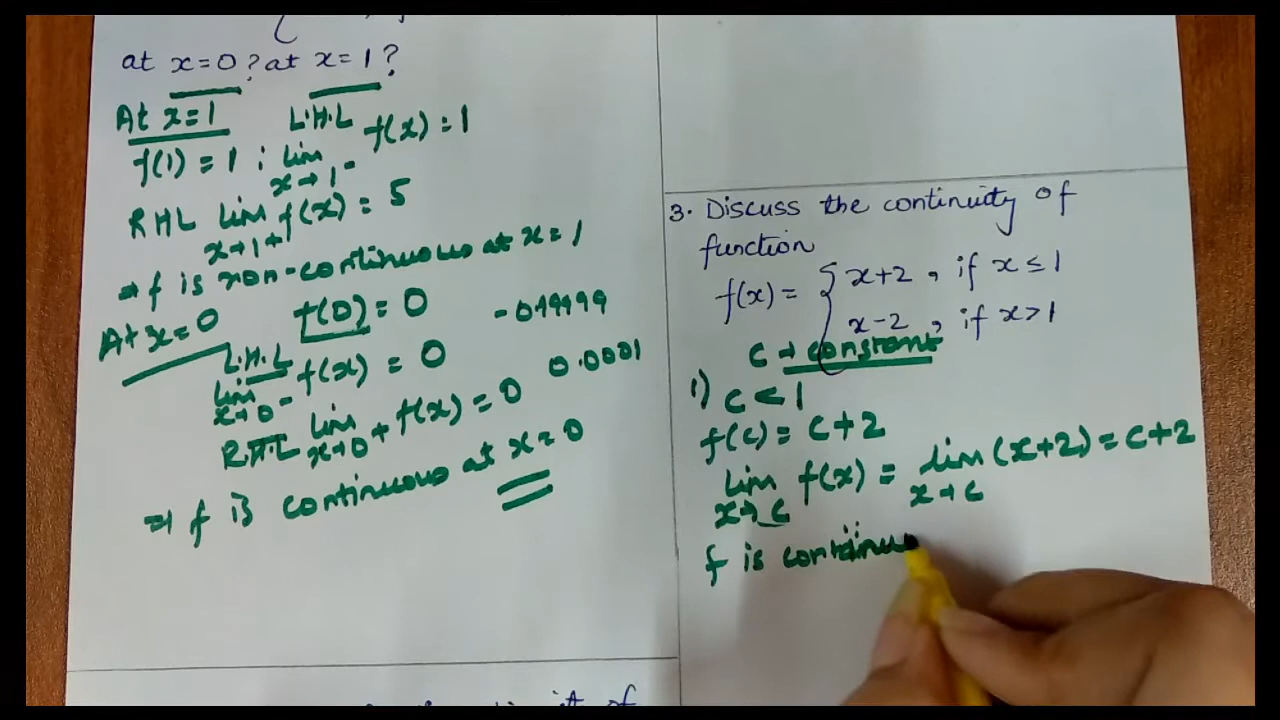 at x=0? at x=1?
At x=1 L.H.L
f(1) = 1 ; lim x→1⁻ f(x) = 1
RHL lim x→1+ f(x) = 5
⇒ f is non-continuous at x=1
At x=0 f(0) = 0 -0.9999
L.H.L lim x→0⁻ f(x) = 0 0.0001
R.H.L lim x→0+ f(x) = 0
⇒ f is continuous at x=0
3. Discuss the continuity of
function
f(x) = { x+2, if x ≤ 1
x-2, if x>1
c → constant
1) c < 1
f(c) = c+2
lim x→c f(x) = lim x→c (x+2) = c+2
f is continuo